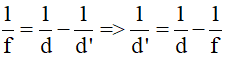 1/f = 1/d - 1/d' => 1/d' = 1/d - 1/f